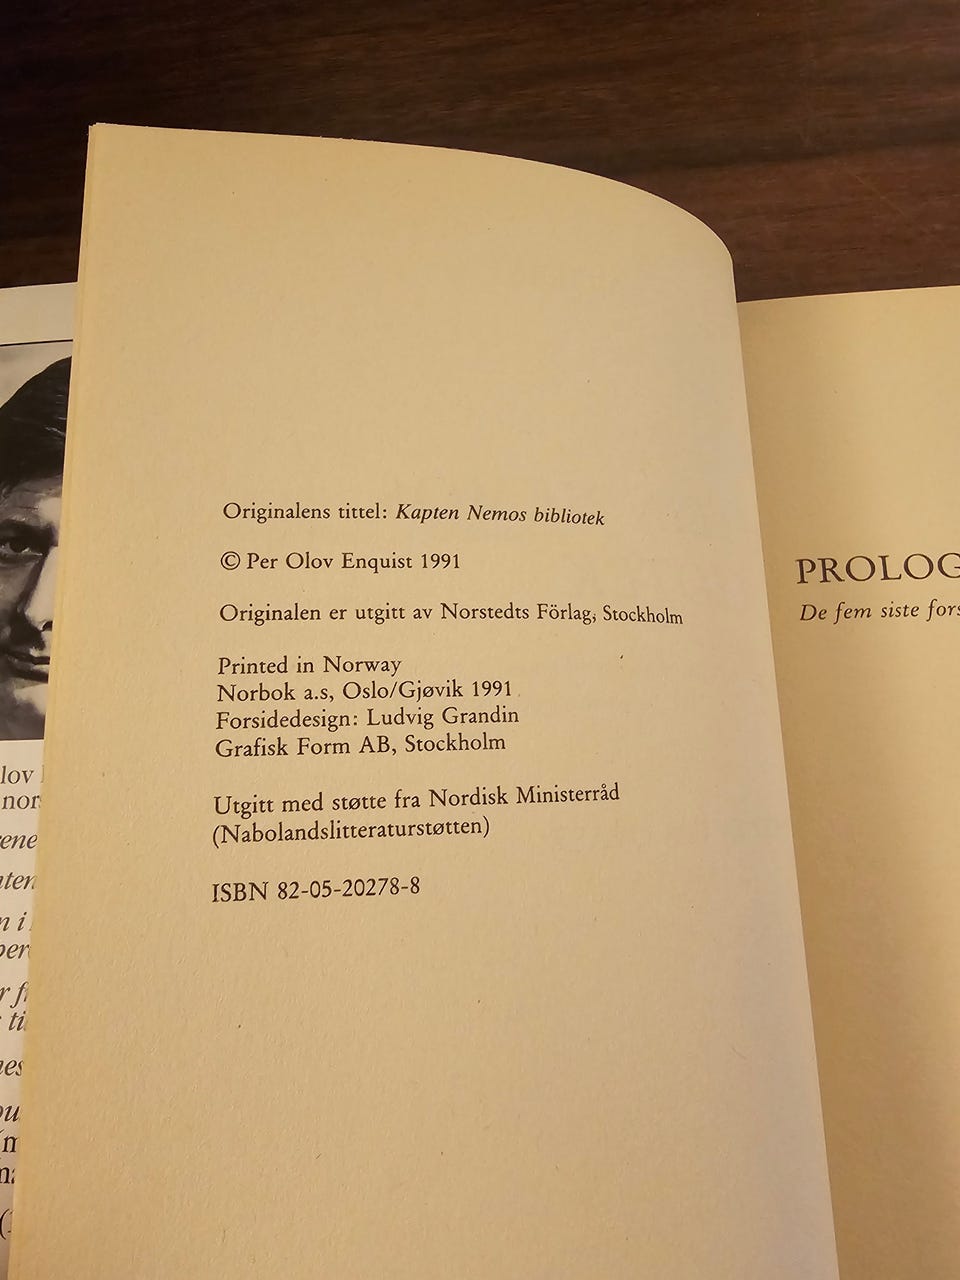 Originalens tittel: Kapten Nemos bibliotek
© Per Olov Enquist 1991
Originalen er utgitt av Norstedts Förlag, Stockholm
Printed in Norway
Norbok a.s, Oslo/Gjøvik 1991
Forsidedesign: Ludvig Grandin
Grafisk Form AB, Stockholm
Utgitt med støtte fra Nordisk Ministerråd
(Nabolandslitteraturstøtten)
ISBN 82-05-20278-8
PROLOG
De fem siste